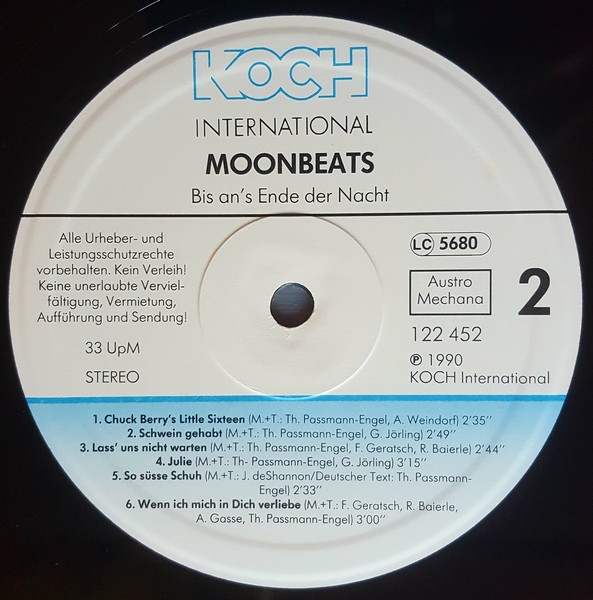 KOCH
INTERNATIONAL
MOONBEATS
Bis an's Ende der Nacht
Alle Urheber- und
Leistungsschutzrechte
vorbehalten. Kein Verleih!
Keine unerlaubte Verviel-
fältigung, Vermietung,
Aufführung und Sendung!
33 UpM
STEREO
LC 5680
Austro
Mechana
2
122 452
℗ 1990
KOCH International
1. Chuck Berry's Little Sixteen (M.+T.: Th. Passmann-Engel, A. Weindorf) 2'35''
2. Schwein gehabt (M.+T.: Th. Passmann-Engel, G. Jörling) 2'49''
3. Lass' uns nicht warten (M.+T.: Th. Passmann-Engel, F. Geratsch, R. Baierle) 2'44''
4. Julie (M.+T.: Th- Passmann-Engel, G. Jörling) 3'15''
5. So süsse Schuh (M.+T.: J. deShannon/Deutscher Text: Th. Passmann-
Engel) 2'33''
6. Wenn ich mich in Dich verliebe (M.+T.: F. Geratsch, R. Baierle,
A. Gasse, Th. Passmann-Engel) 3'00''